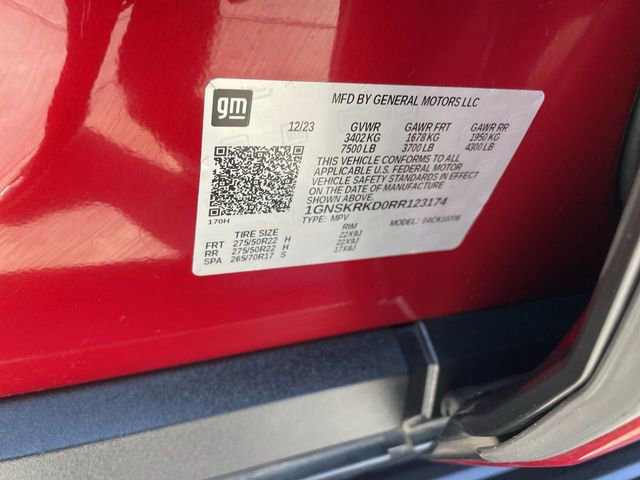 gm
MFD BY GENERAL MOTORS LLC
12/23 GVWR GAWR FRT GAWR RR
3402 KG 1678 KG 1950 KG
7500 LB 3700 LB 4300 LB
THIS VEHICLE CONFORMS TO ALL
APPLICABLE U.S. FEDERAL MOTOR
VEHICLE SAFETY STANDARDS IN EFFECT
ON THE DATE OF MANUFACTURE
1GNSKRKD0RR123174
170H TYPE: MPV MODEL: 04/CK10706
TIRE SIZE RIM
FRT 275/50R22 H 22X9J
RR 275/50R22 H 22X9J
SPA 265/70R17 S 17X8J